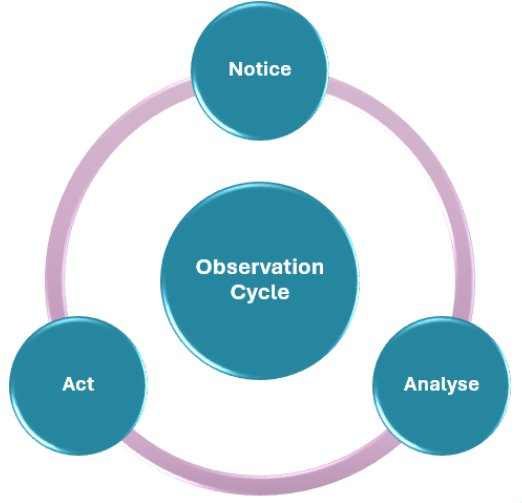 Notice
Observation
Cycle
Act
Analyse